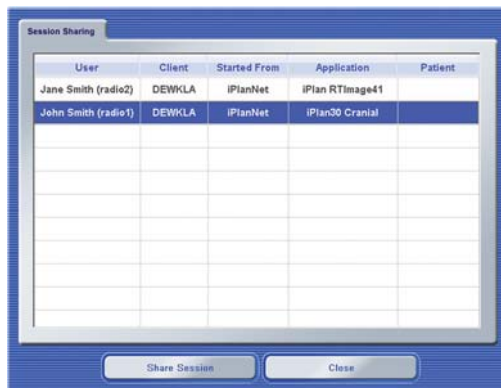 Session Sharing
User Client Started From Application Patient
Jane Smith (radio2) DEWKLA iPlanNet iPlan RTImage41
John Smith (radio1) DEWKLA iPlanNet iPlan30 Cranial
Share Session Close